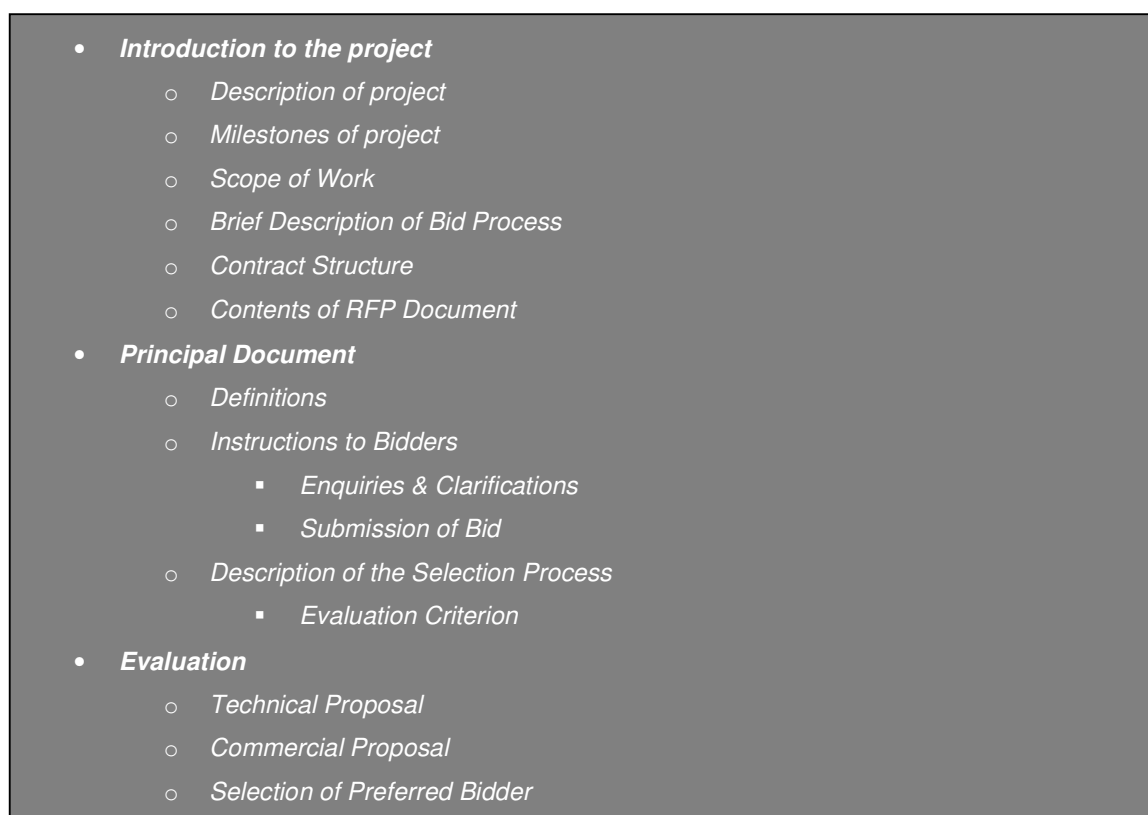 • Introduction to the project
o Description of project
o Milestones of project
o Scope of Work
o Brief Description of Bid Process
o Contract Structure
o Contents of RFP Document
• Principal Document
o Definitions
o Instructions to Bidders
▪ Enquiries & Clarifications
▪ Submission of Bid
o Description of the Selection Process
▪ Evaluation Criterion
• Evaluation
o Technical Proposal
o Commercial Proposal
o Selection of Preferred Bidder